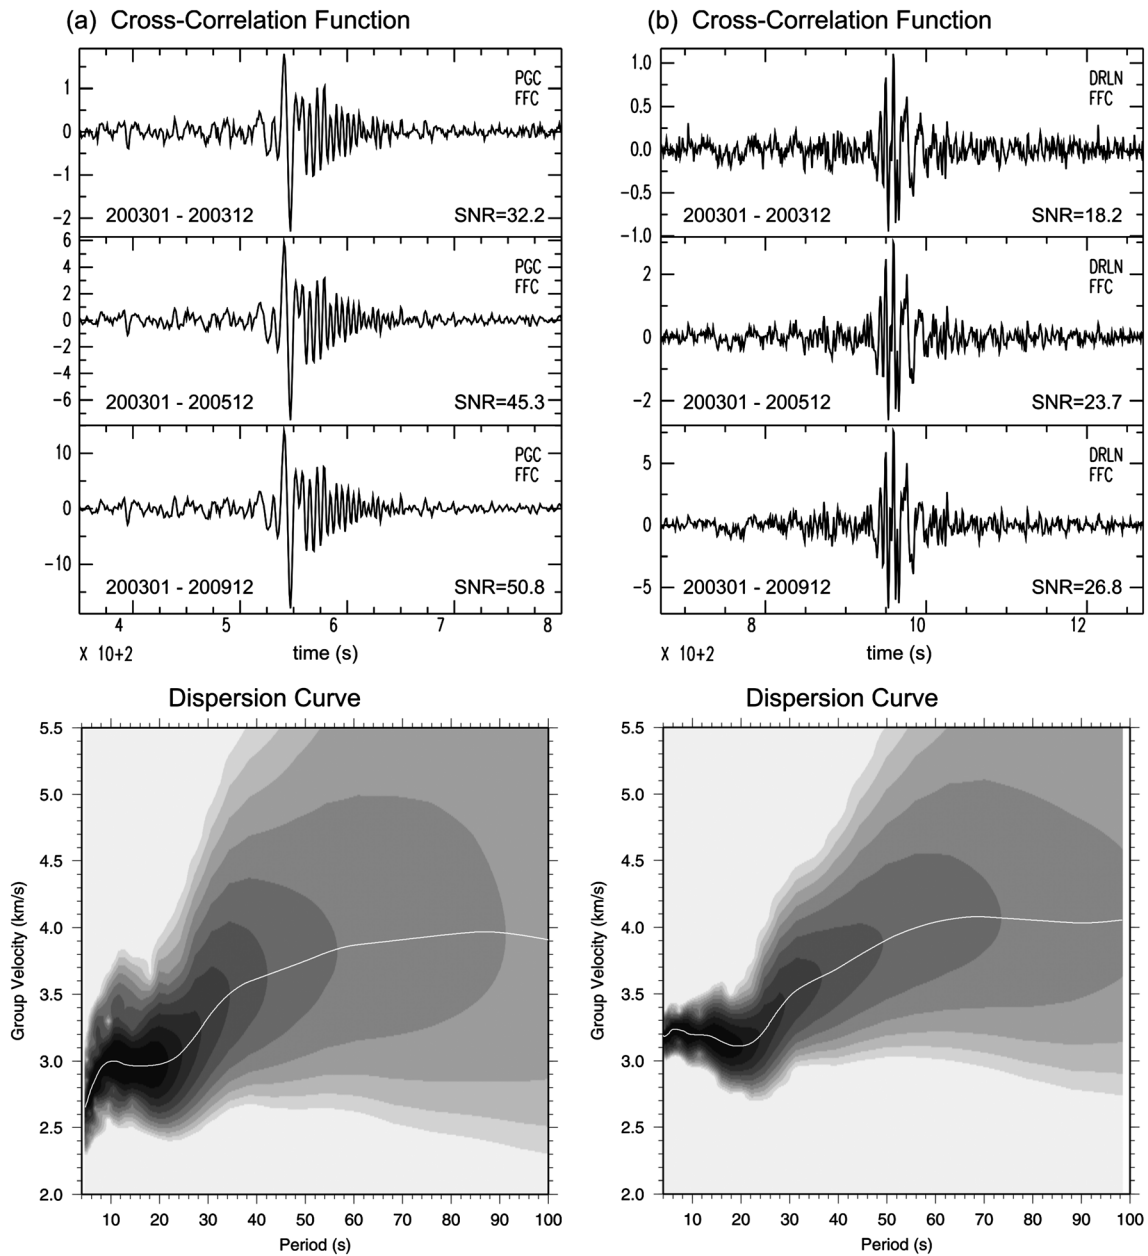 (a) Cross-Correlation Function
1
0
-1
-2
PGC
FFC
200301 - 200312
SNR=32.2
6
4
2
0
-2
-4
-6
PGC
FFC
200301 - 200512
SNR=45.3
10
0
-10
PGC
FFC
200301 - 200912
SNR=50.8
4 5 6 7 8
X 10+2
time (s)
(b) Cross-Correlation Function
1.0
0.5
0.0
-0.5
-1.0
DRLN
FFC
200301 - 200312
SNR=18.2
2
0
-2
DRLN
FFC
200301 - 200512
SNR=23.7
5
0
-5
DRLN
FFC
200301 - 200912
SNR=26.8
8 10 12
X 10+2
time (s)
Dispersion Curve
5.5
5.0
4.5
4.0
3.5
3.0
2.5
2.0
Group Velocity (km/s)
10 20 30 40 50 60 70 80 90 100
Period (s)
Dispersion Curve
5.5
5.0
4.5
4.0
3.5
3.0
2.5
2.0
Group Velocity (km/s)
10 20 30 40 50 60 70 80 90 100
Period (s)